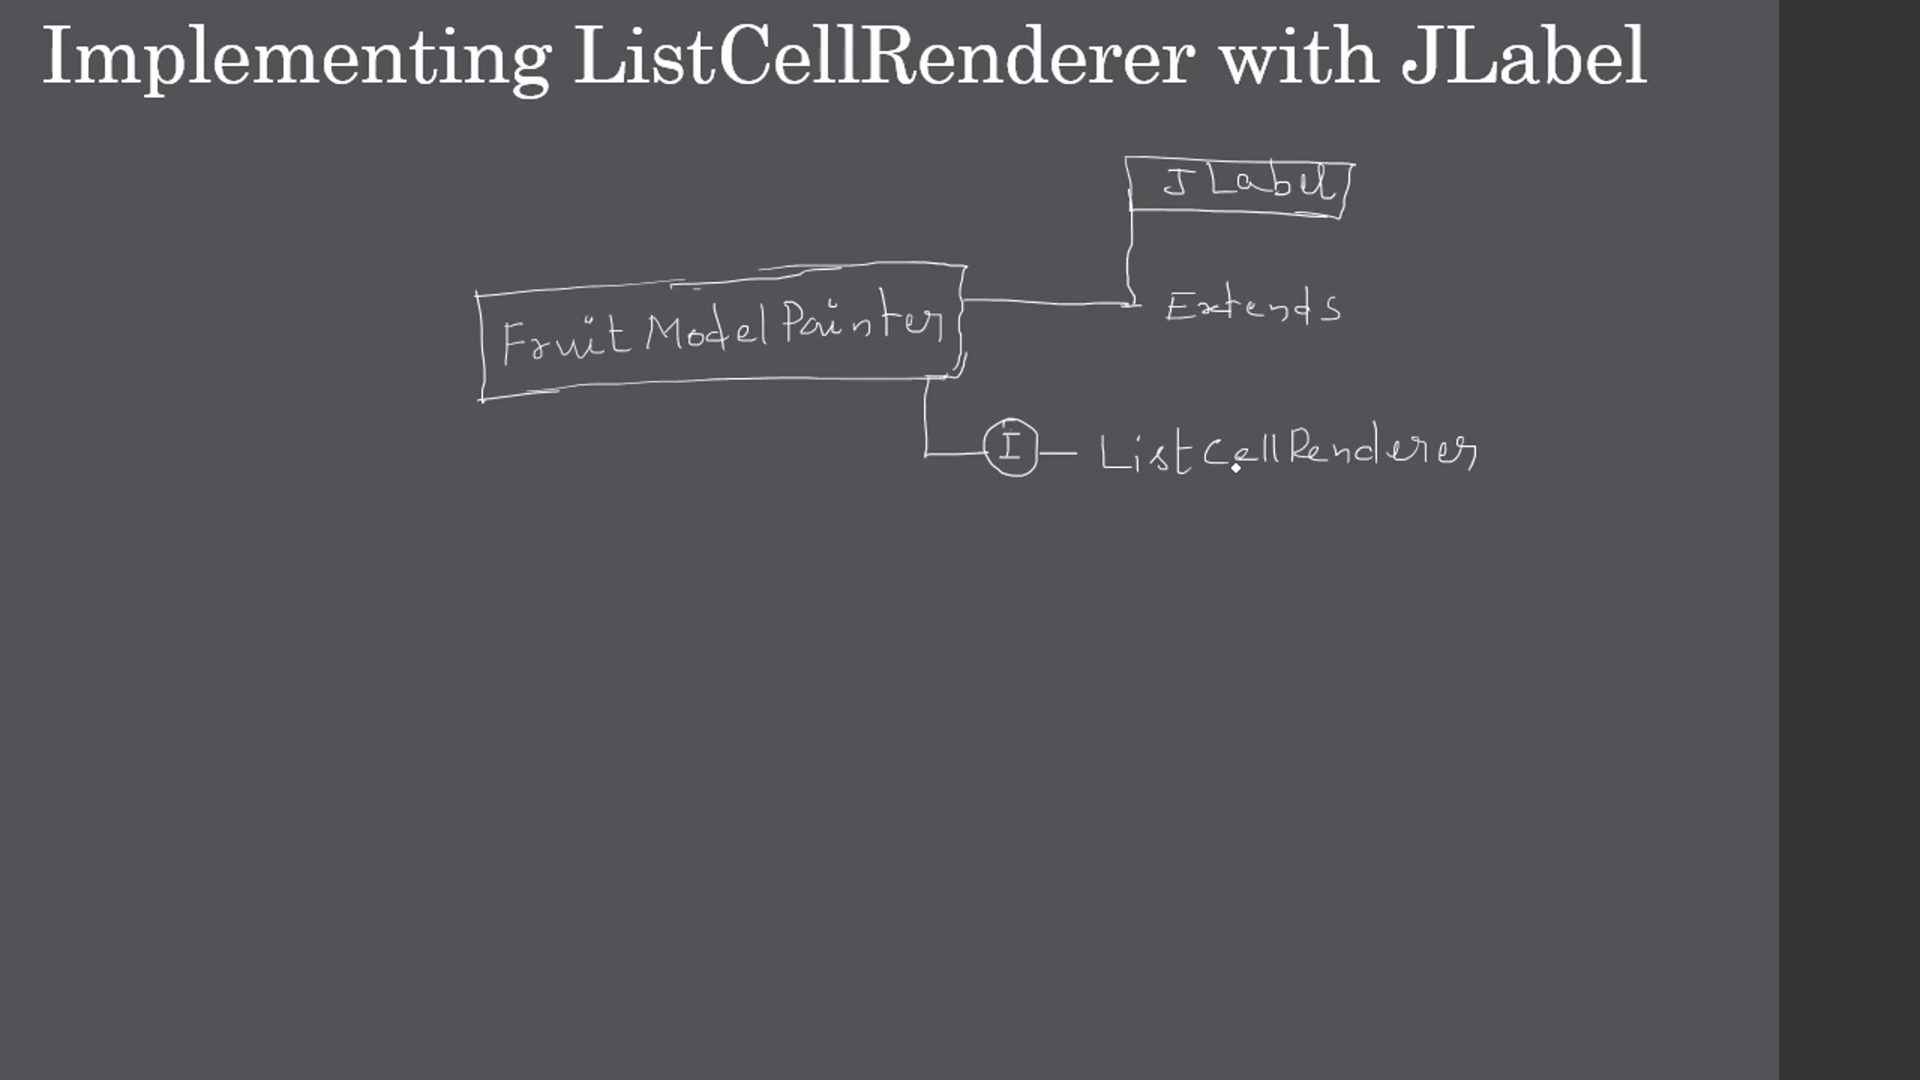 Implementing ListCellRenderer with JLabel
JLabel
FruitModelPainter
Extends
I
ListCellRenderer